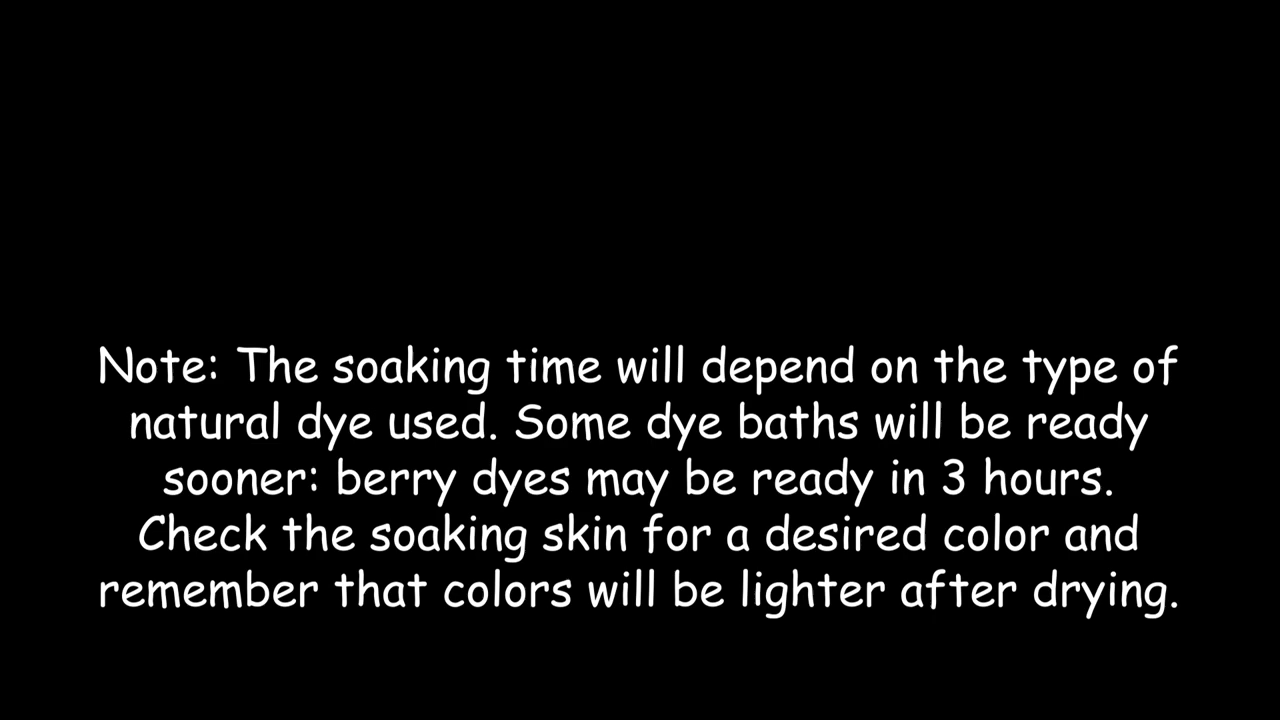 Note: The soaking time will depend on the type of
natural dye used. Some dye baths will be ready
sooner: berry dyes may be ready in 3 hours.
Check the soaking skin for a desired color and
remember that colors will be lighter after drying.